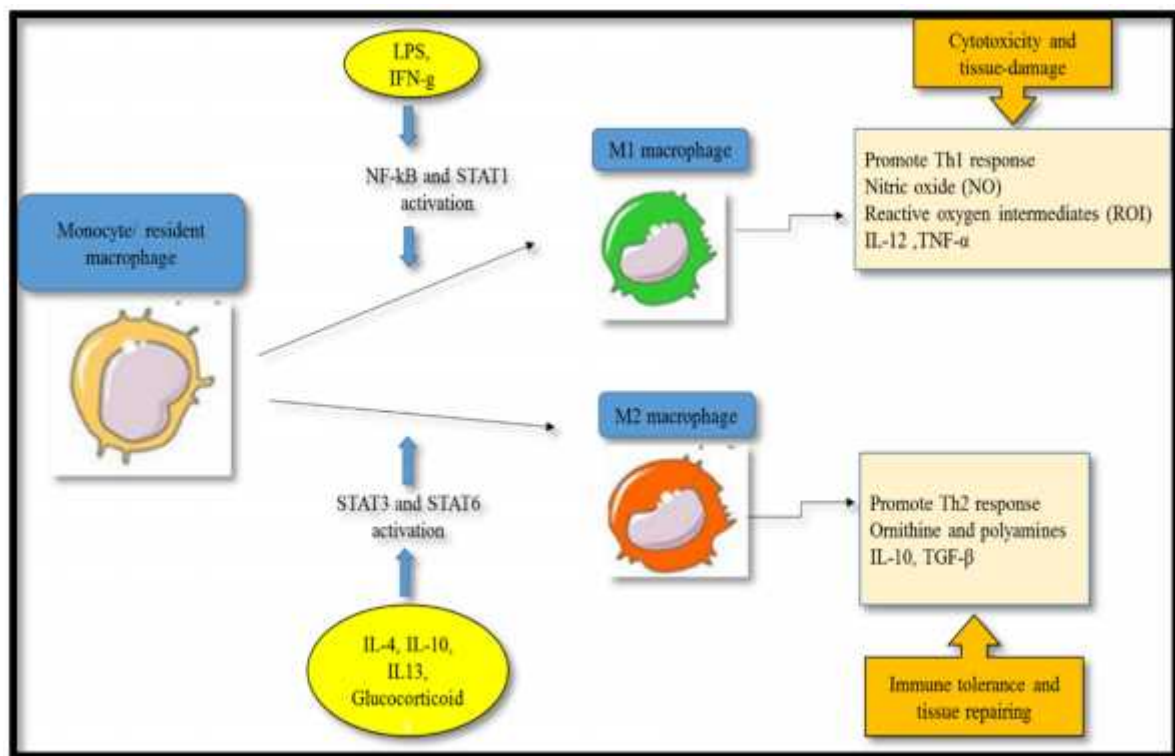 LPS,
IFN-g
Cytotoxicity and
tissue-damage
NF-kB and STAT1
activation
M1 macrophage
Promote Th1 response
Nitric oxide (NO)
Reactive oxygen intermediates (ROI)
IL-12 ,TNF-α
Monocyte/ resident
macrophage
M2 macrophage
STAT3 and STAT6
activation
Promote Th2 response
Ornithine and polyamines
IL-10, TGF-β
IL-4, IL-10,
IL13,
Glucocorticoid
Immune tolerance and
tissue repairing